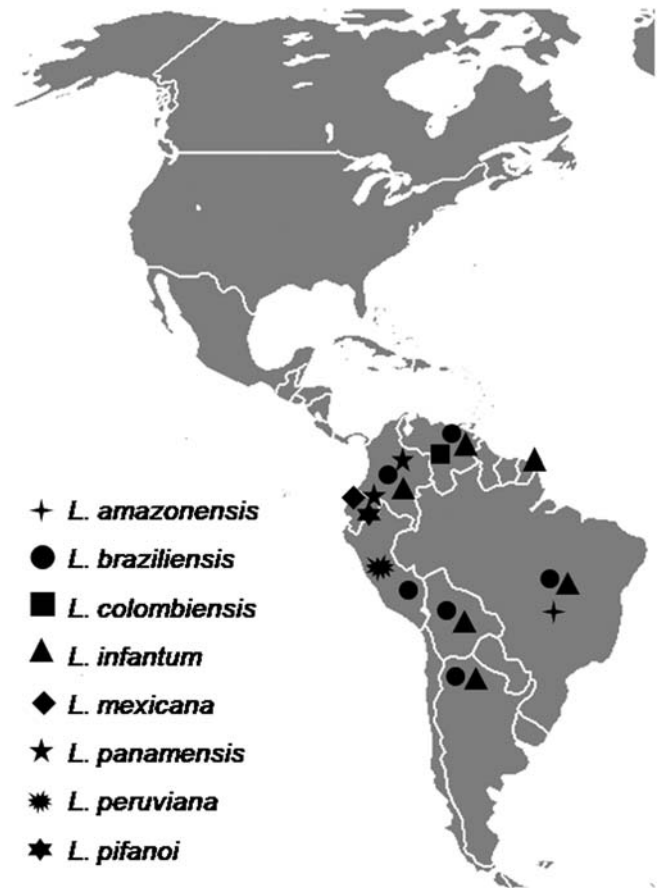 L. amazonensis
L. braziliensis
L. colombiensis
L. infantum
L. mexicana
L. panamensis
L. peruviana
L. pifanoi